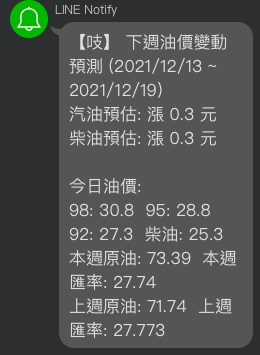 LINE Notify
【吱】 下週油價變動
預測 (2021/12/13 ~
2021/12/19)
汽油預估: 漲 0.3 元
柴油預估: 漲 0.3 元
今日油價:
98: 30.8 95: 28.8
92: 27.3 柴油: 25.3
本週原油: 73.39 本週
匯率: 27.74
上週原油: 71.74 上週
匯率: 27.773